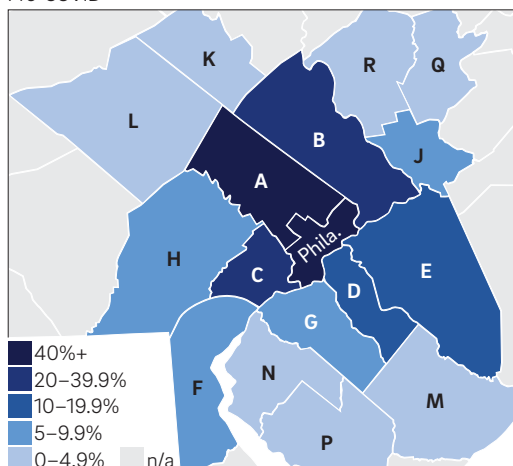 K
R
Q
L
B
J
A
Phila.
H
C
E
D
G
F
N
M
P
40%+
20–39.9%
10–19.9%
5–9.9%
0–4.9%
n/a